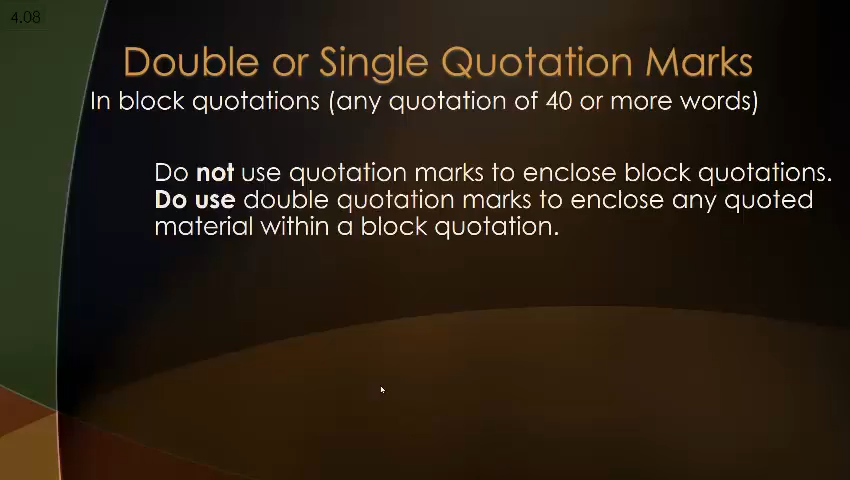 4.08
Double or Single Quotation Marks
In block quotations (any quotation of 40 or more words)
Do not use quotation marks to enclose block quotations.
Do use double quotation marks to enclose any quoted
material within a block quotation.